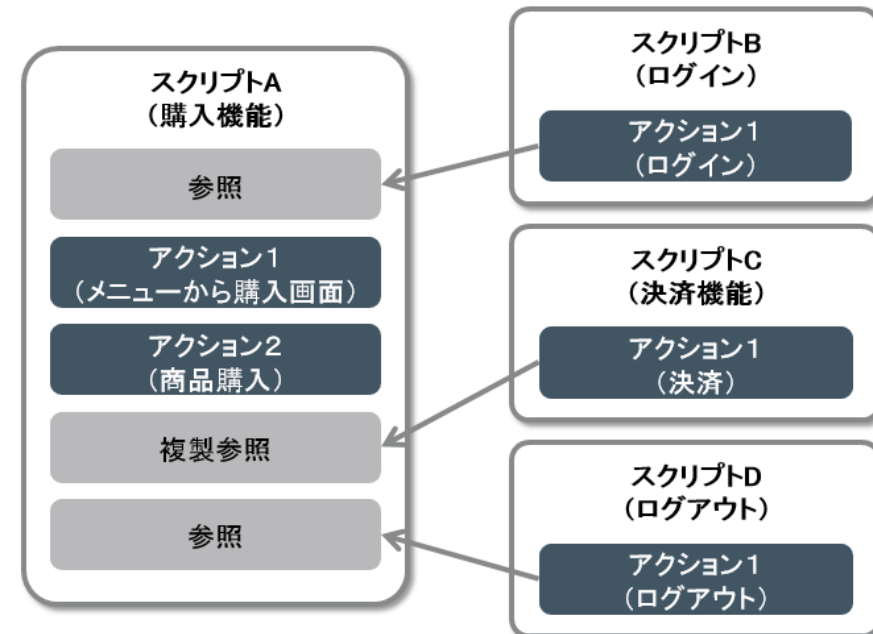 スクリプトA
（購入機能）
参照
アクション１
（メニューから購入画面）
アクション２
（商品購入）
複製参照
参照
スクリプトB
（ログイン）
アクション１
（ログイン）
スクリプトC
（決済機能）
アクション１
（決済）
スクリプトD
（ログアウト）
アクション１
（ログアウト）